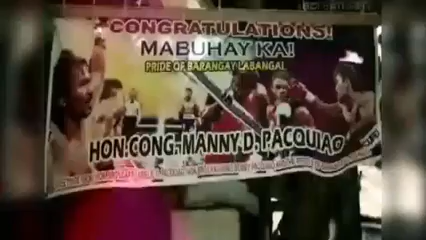 CONGRATULATIONS!
MABUHAY KA!
PRIDE OF BARANGAY LABANGAL
HON. CONG. MANNY D. PACQUIAO